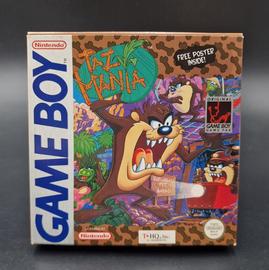 Nintendo
GAME BOY
TAZ-MANIA
FREE POSTER
INSIDE!
ORIGINAL
GAME BOY
Nintendo
T·HQ, Inc.